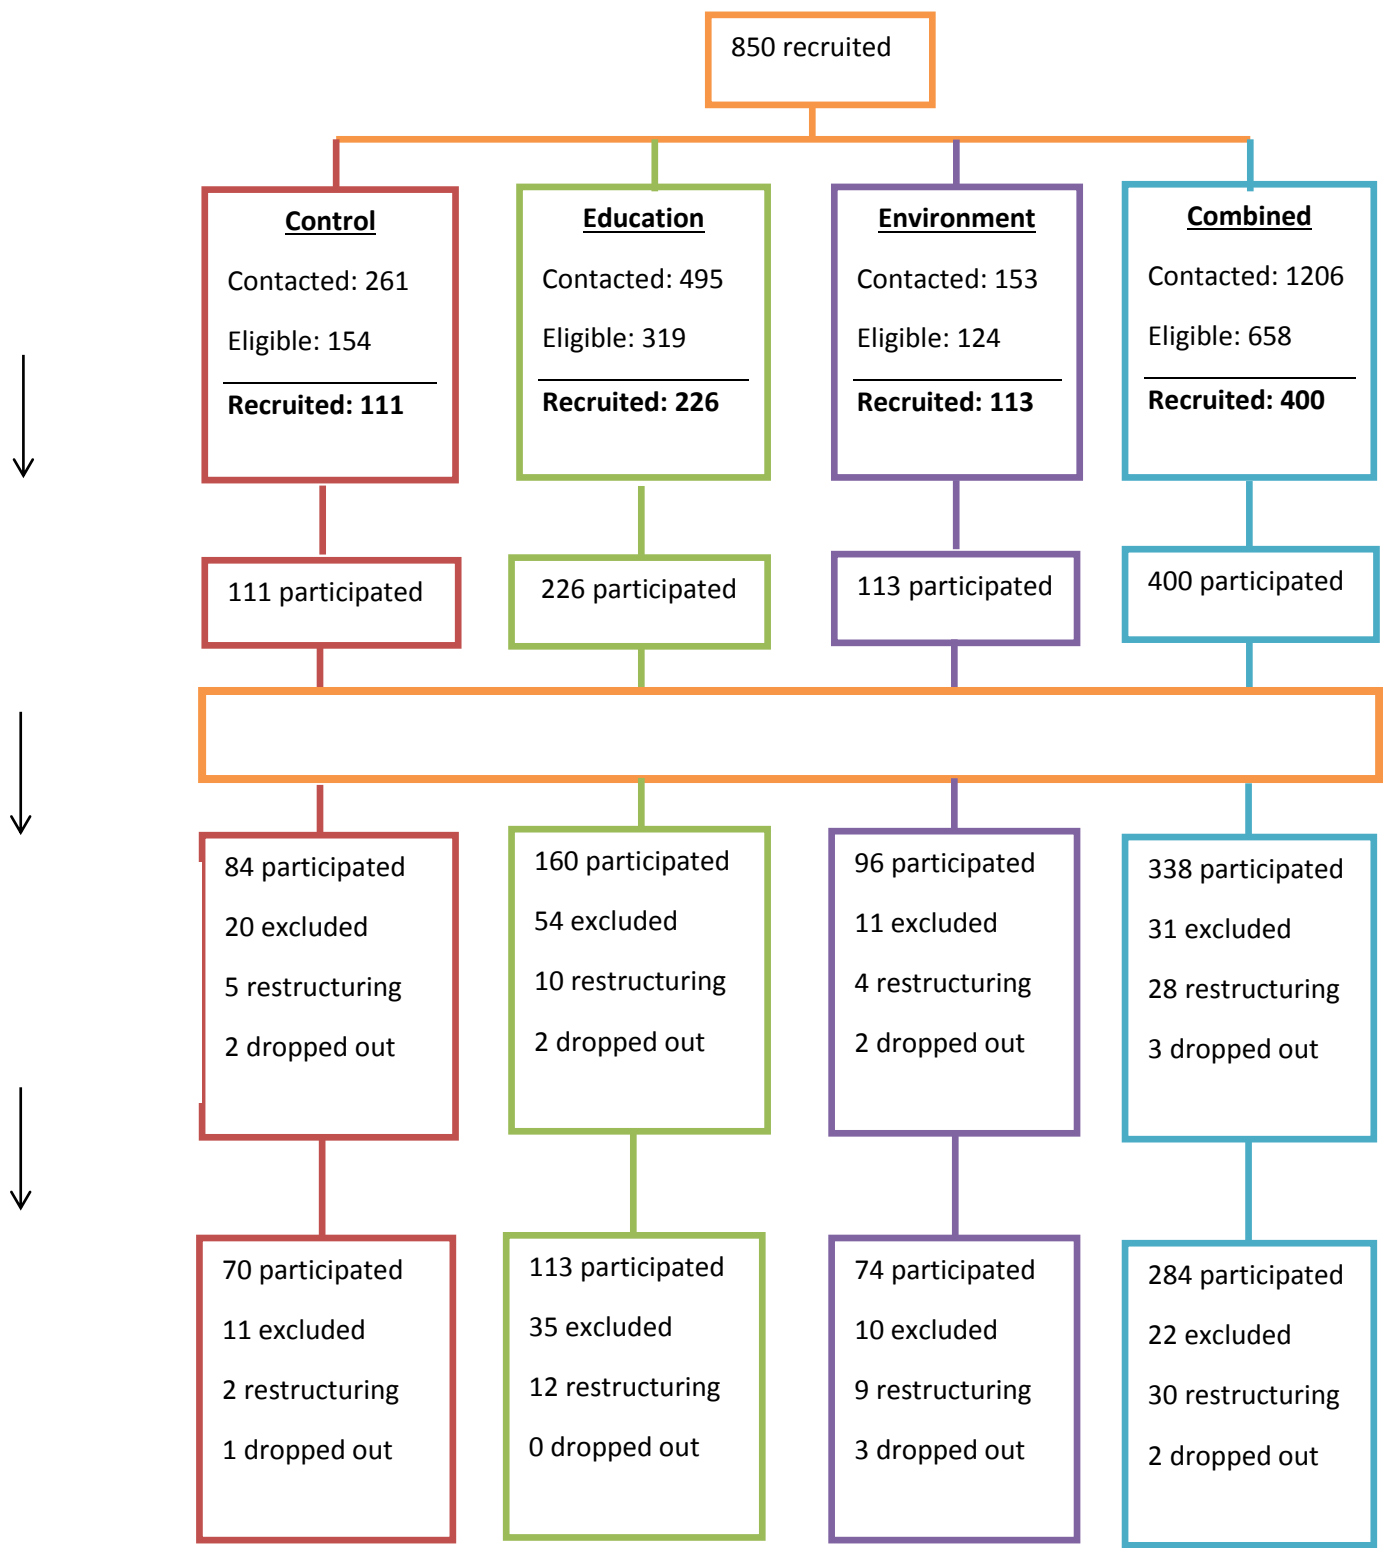 850 recruited
Control
Contacted: 261
Eligible: 154
Recruited: 111
Education
Contacted: 495
Eligible: 319
Recruited: 226
Environment
Contacted: 153
Eligible: 124
Recruited: 113
Combined
Contacted: 1206
Eligible: 658
Recruited: 400
111 participated
226 participated
113 participated
400 participated
84 participated
20 excluded
5 restructuring
2 dropped out
160 participated
54 excluded
10 restructuring
2 dropped out
96 participated
11 excluded
4 restructuring
2 dropped out
338 participated
31 excluded
28 restructuring
3 dropped out
70 participated
11 excluded
2 restructuring
1 dropped out
113 participated
35 excluded
12 restructuring
0 dropped out
74 participated
10 excluded
9 restructuring
3 dropped out
284 participated
22 excluded
30 restructuring
2 dropped out